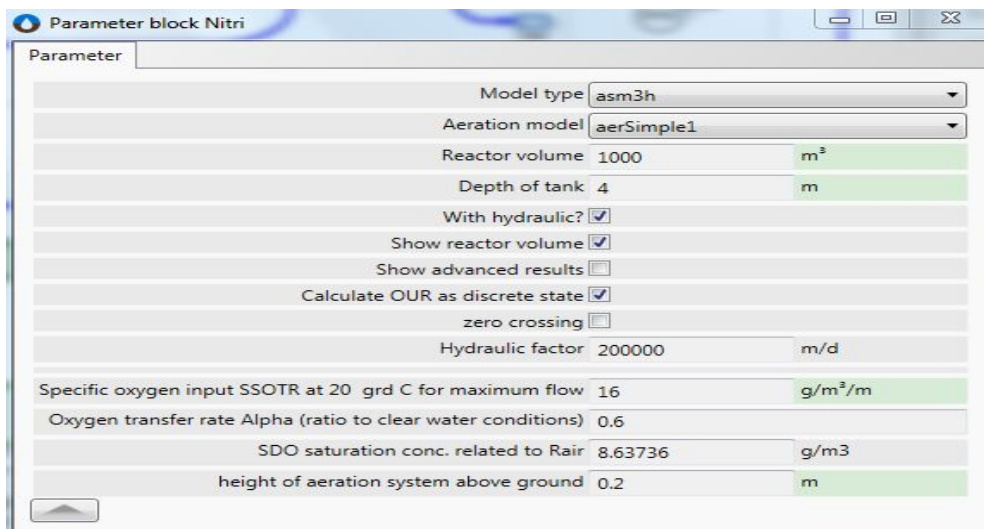 Parameter block Nitri
Parameter
Model type asm3h
Aeration model aerSimple1
Reactor volume 1000 m³
Depth of tank 4 m
With hydraulic?
Show reactor volume
Show advanced results
Calculate OUR as discrete state
zero crossing
Hydraulic factor 200000 m/d
Specific oxygen input SSOTR at 20 grd C for maximum flow 16 g/m³/m
Oxygen transfer rate Alpha (ratio to clear water conditions) 0.6
SDO saturation conc. related to Rair 8.63736 g/m3
height of aeration system above ground 0.2 m